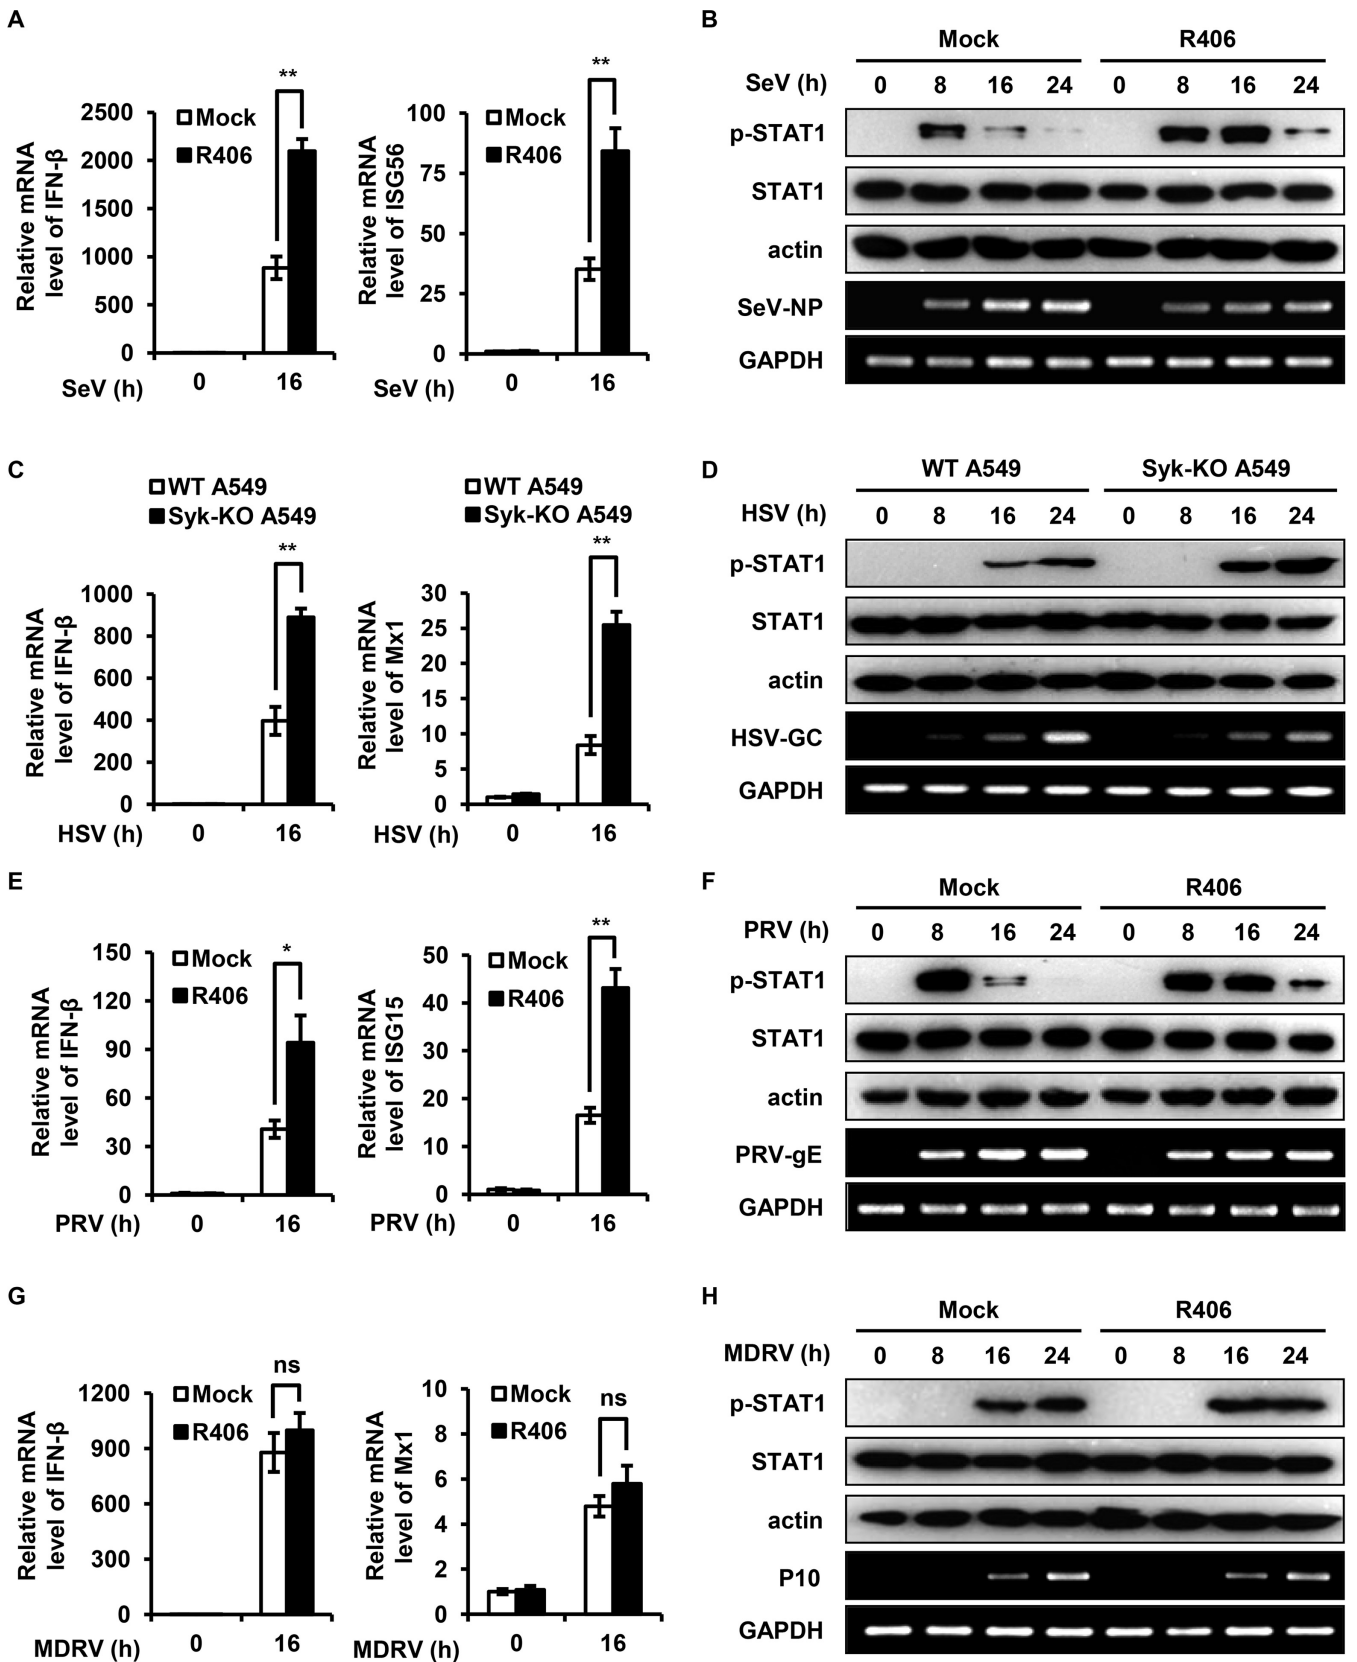 A
Relative mRNA
level of IFN-β
**
2500
2000
1500
1000
500
0
Mock
R406
SeV (h)
0
16
Relative mRNA
level of ISG56
**
100
75
50
25
0
Mock
R406
SeV (h)
0
16
B
Mock
R406
SeV (h) 0 8 16 24 0 8 16 24
p-STAT1
STAT1
actin
SeV-NP
GAPDH
C
WT A549
Syk-KO A549
**
Relative mRNA
level of IFN-β
1000
800
600
400
200
0
HSV (h)
0
16
WT A549
Syk-KO A549
**
Relative mRNA
level of Mx1
30
25
20
15
10
5
0
HSV (h)
0
16
D
WT A549
Syk-KO A549
HSV (h) 0 8 16 24 0 8 16 24
p-STAT1
STAT1
actin
HSV-GC
GAPDH
E
Relative mRNA
level of IFN-β
*
150
120
90
60
30
0
Mock
R406
PRV (h)
0
16
Relative mRNA
level of ISG15
**
50
40
30
20
10
0
Mock
R406
PRV (h)
0
16
F
Mock
R406
PRV (h) 0 8 16 24 0 8 16 24
p-STAT1
STAT1
actin
PRV-gE
GAPDH
G
Relative mRNA
level of IFN-β
ns
1200
900
600
300
0
Mock
R406
MDRV (h)
0
16
Relative mRNA
level of Mx1
ns
10
8
6
4
2
0
Mock
R406
MDRV (h)
0
16
H
Mock
R406
MDRV (h) 0 8 16 24 0 8 16 24
p-STAT1
STAT1
actin
P10
GAPDH